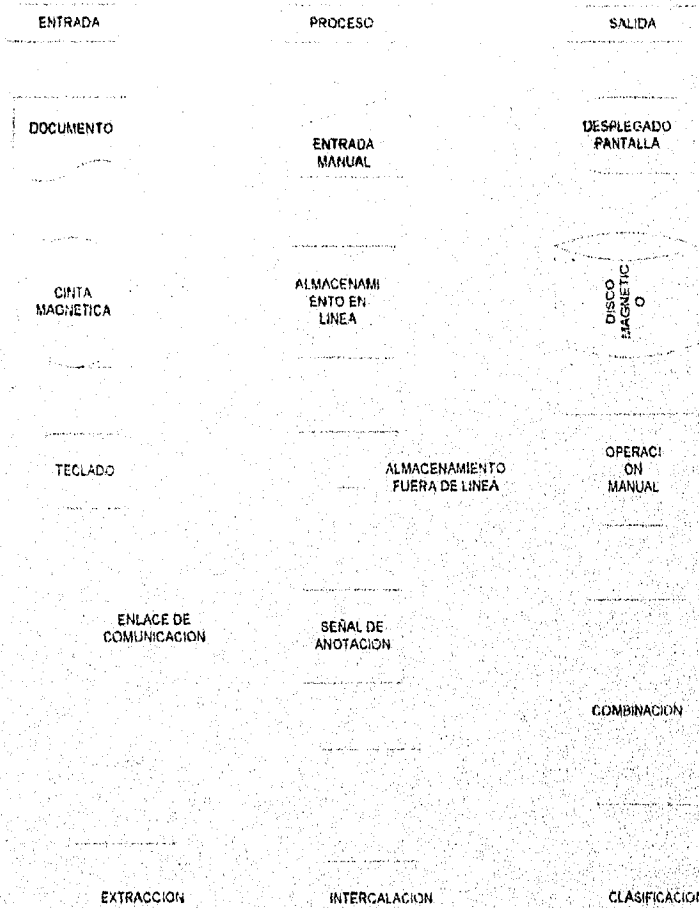 ENTRADA
PROCESO
SALIDA
DOCUMENTO
ENTRADA
MANUAL
DESPLEGADO
PANTALLA
CINTA
MAGNETICA
ALMACENAMI
ENTO EN
LINEA
DISCO
MAGNETIC
O
TECLADO
ALMACENAMIENTO
FUERA DE LINEA
OPERACI
ON
MANUAL
ENLACE DE
COMUNICACION
SEÑAL DE
ANOTACION
COMBINACION
EXTRACCION
INTERCALACION
CLASIFICACION